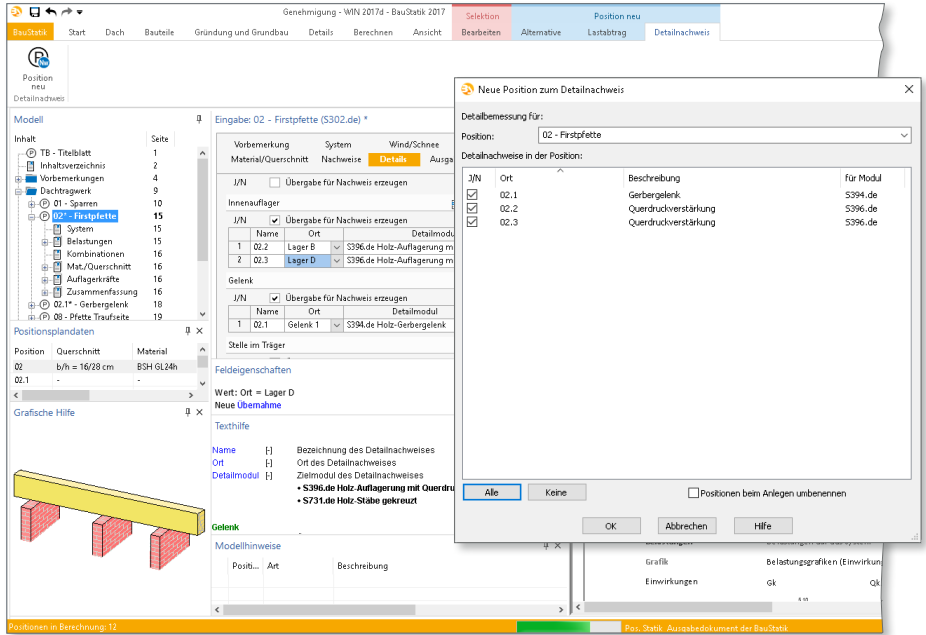 Genehmigung - WIN 2017d - BauStatik 2017
Selektion
Position neu
BauStatik Start Dach Bauteile Gründung und Grundbau Details Berechnen Ansicht Bearbeiten Alternative Lastabtrag Detailnachweis
Position
neu
Detailnachweis
Modell
Inhalt Seite
TB - Titelblatt 1
Inhaltsverzeichnis 2
Vorbemerkungen 4
Dachtragwerk 9
01 - Sparren 10
02* - Firstpfette 15
System 15
Belastungen 15
Kombinationen 16
Mat./Querschnitt 16
Auflagerkräfte 16
Zusammenfassung 16
02.1* - Gerbergelenk 18
08 - Pfette Traufseite 19
Positionsplandaten
Position Querschnitt Material
02 b/h = 16/28 cm BSH GL24h
02.1 - -
Grafische Hilfe
Eingabe: 02 - Firstpfette (S302.de) *
Vorbemerkung System Wind/Schnee
Material/Querschnitt Nachweise Details Ausga
J/N Übergabe für Nachweis erzeugen
Innenauflager
J/N Übergabe für Nachweis erzeugen
Name Ort Detailmodu
1 02.2 Lager B S396.de Holz-Auflagerung m
2 02.3 Lager D S396.de Holz-Auflagerung m
Gelenk
J/N Übergabe für Nachweis erzeugen
Name Ort Detailmodul
1 02.1 Gelenk 1 S394.de Holz-Gerbergelenk
Stelle im Träger
Feldeigenschaften
Wert: Ort = Lager D
Neue Übernahme
Texthilfe
Name [-] Bezeichnung des Detailnachweises
Ort [-] Ort des Detailnachweises
Detailmodul [-] Zielmodul des Detailnachweises
• S396.de Holz-Auflagerung mit Querdru
• S731.de Holz-Stäbe gekreuzt
Gelenk
Modellhinweise
Positi... Art Beschreibung
Neue Position zum Detailnachweis
Detailbemessung für:
Position: 02 - Firstpfette
Detailnachweise in der Position:
J/N Ort Beschreibung für Modul
02.1 Gerbergelenk S394.de
02.2 Querdruckverstärkung S396.de
02.3 Querdruckverstärkung S396.de
Alle Keine Positionen beim Anlegen umbenennen
OK Abbrechen Hilfe
Grafik Belastungsgrafiken (Einwirkun
Einwirkungen Gk Qk
Positionen in Berechnung: 12
Pos. Statik Ausgabedokument der BauStatik